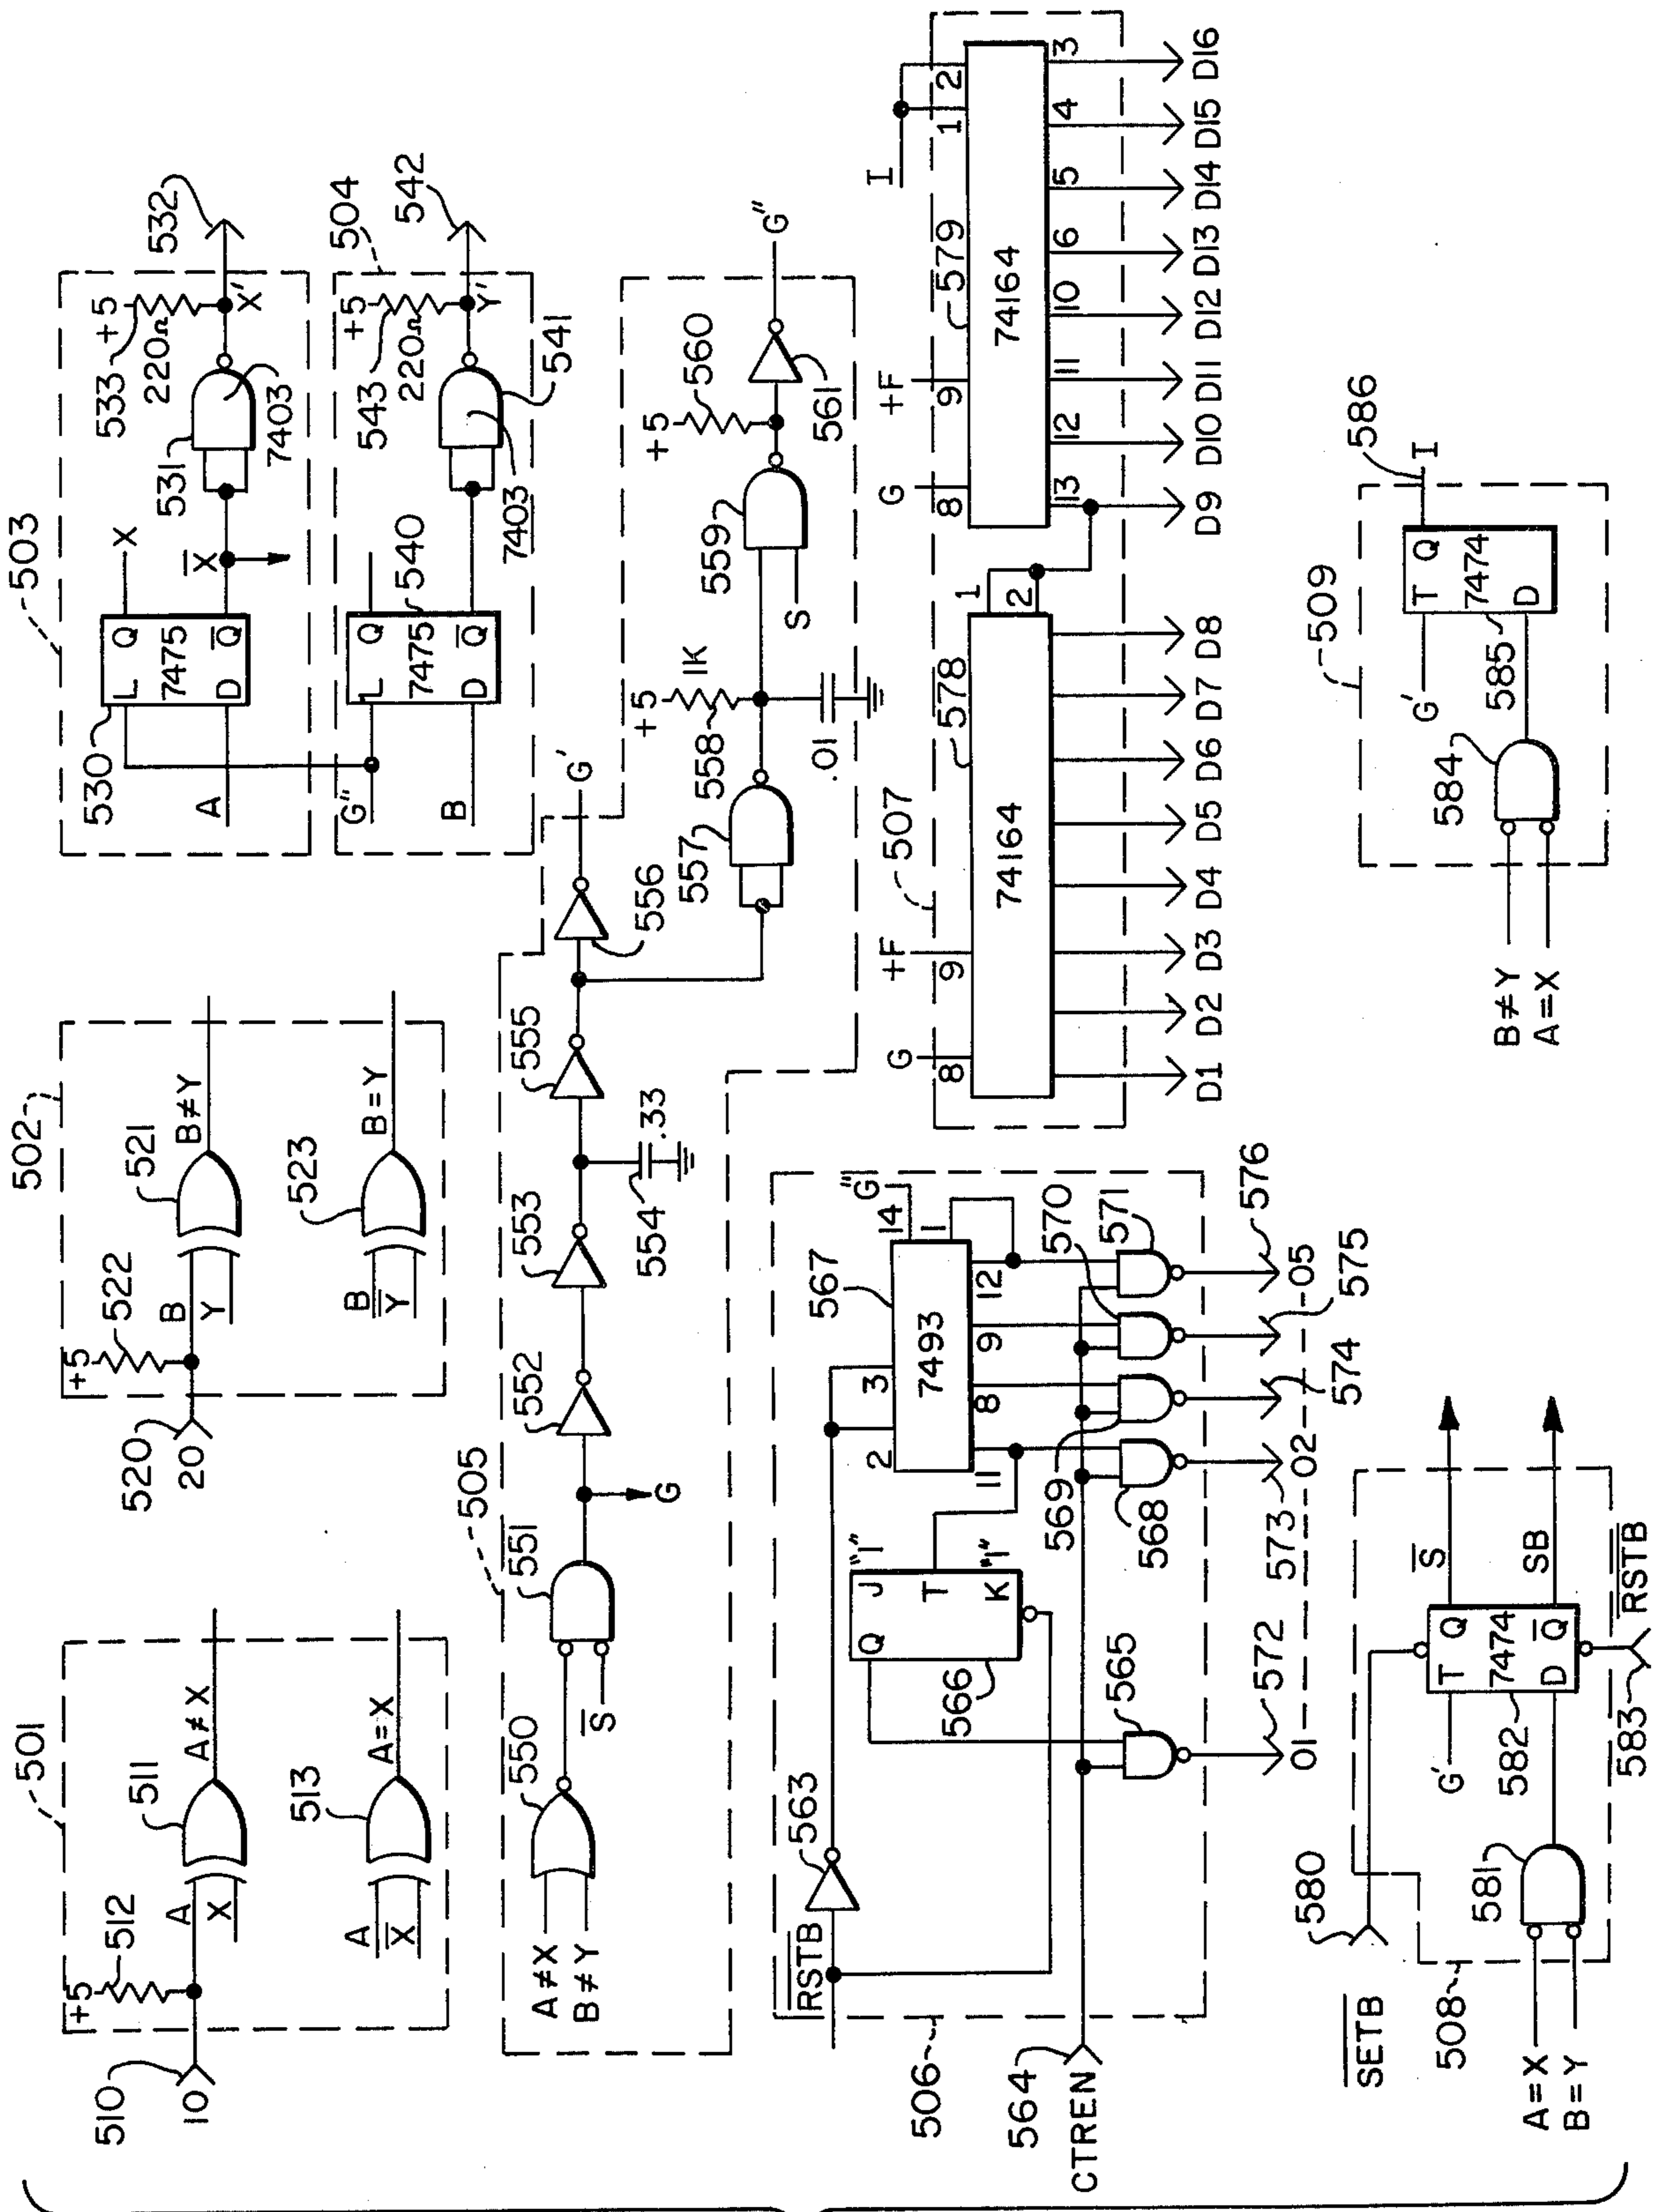 501
+5
512
511
A≠X
A
X
510
10
513
A=X
A
X̅
502
+5
522
521
B≠Y
B
Y
520
20
523
B=Y
B
Y̅
503
530
L Q
7475
D Q̅
X
X̅
A
531
7403
533
+5
220Ω
X'
532
504
G"
B
L Q
7475
D Q̅
540
7403
541
543
+5
220Ω
Y'
542
505
A≠X
B≠Y
550
S̅
551
G
552
553
554
.33
555
556
G'
557
558
+5
1K
.01
559
S
+5
560
561
G"
506
R̅S̅T̅B̅
563
564
CTREN
565
566
J "1"
Q T
K "1"
567
7493
2 3 14 1
G"
11 8 9 12
568
569
570
571
572
573
574
575
576
01 - - - 02 - - - 05
507
G
8
+F
9
74164
578
1
2
D1 D2 D3 D4 D5 D6 D7 D8
G
8
+F
9
74164
579
I
1 2
13 12 11 10 6 5 4 3
D9 D10 D11 D12 D13 D14 D15 D16
508
S̅E̅T̅B̅
580
A=X
B=Y
581
G'
582
T Q
7474
D Q̅
S̅
SB
R̅S̅T̅B̅
583
509
B≠Y
A=X
584
G'
585
T Q
7474
D
586
I